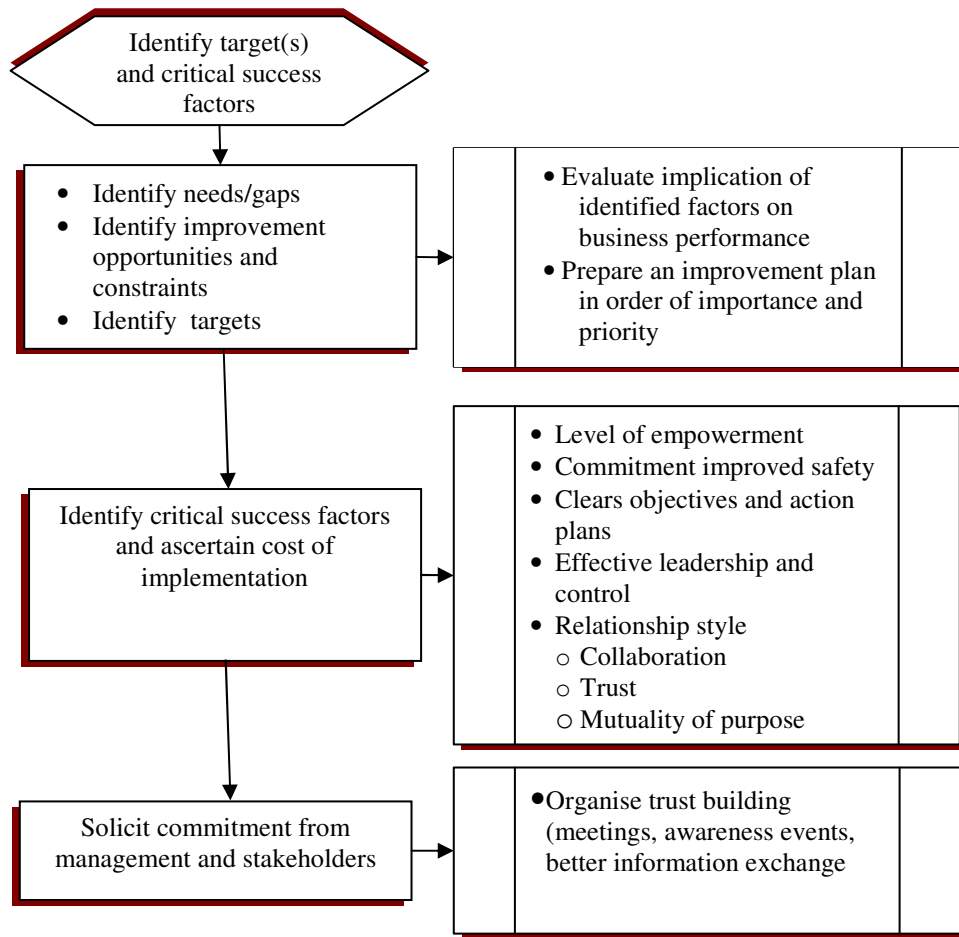 Identify target(s)
and critical success
factors
• Identify needs/gaps
• Identify improvement
opportunities and
constraints
• Identify targets
• Evaluate implication of
identified factors on
business performance
• Prepare an improvement plan
in order of importance and
priority
Identify critical success factors
and ascertain cost of
implementation
• Level of empowerment
• Commitment improved safety
• Clears objectives and action
plans
• Effective leadership and
control
• Relationship style
○ Collaboration
○ Trust
○ Mutuality of purpose
Solicit commitment from
management and stakeholders
•Organise trust building
(meetings, awareness events,
better information exchange